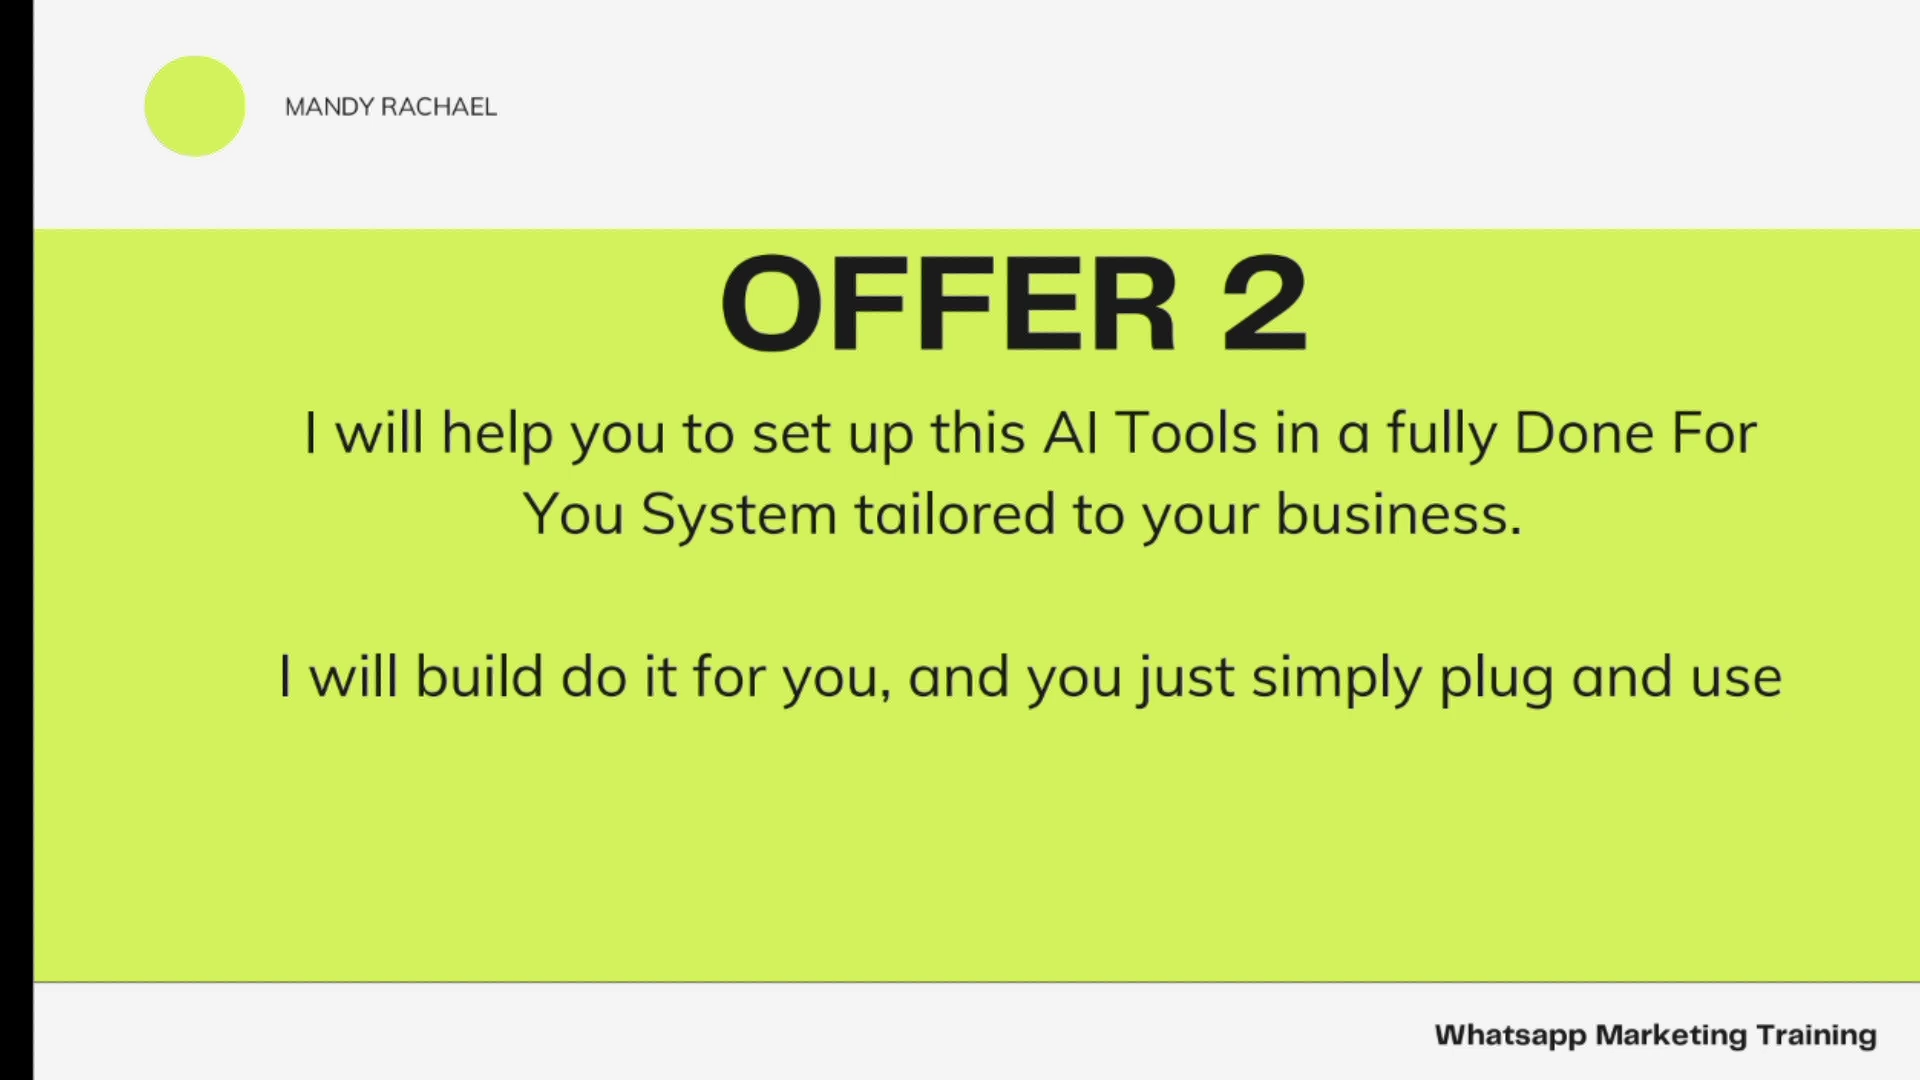 MANDY RACHAEL
OFFER 2
I will help you to set up this AI Tools in a fully Done For
You System tailored to your business.
I will build do it for you, and you just simply plug and use
Whatsapp Marketing Training